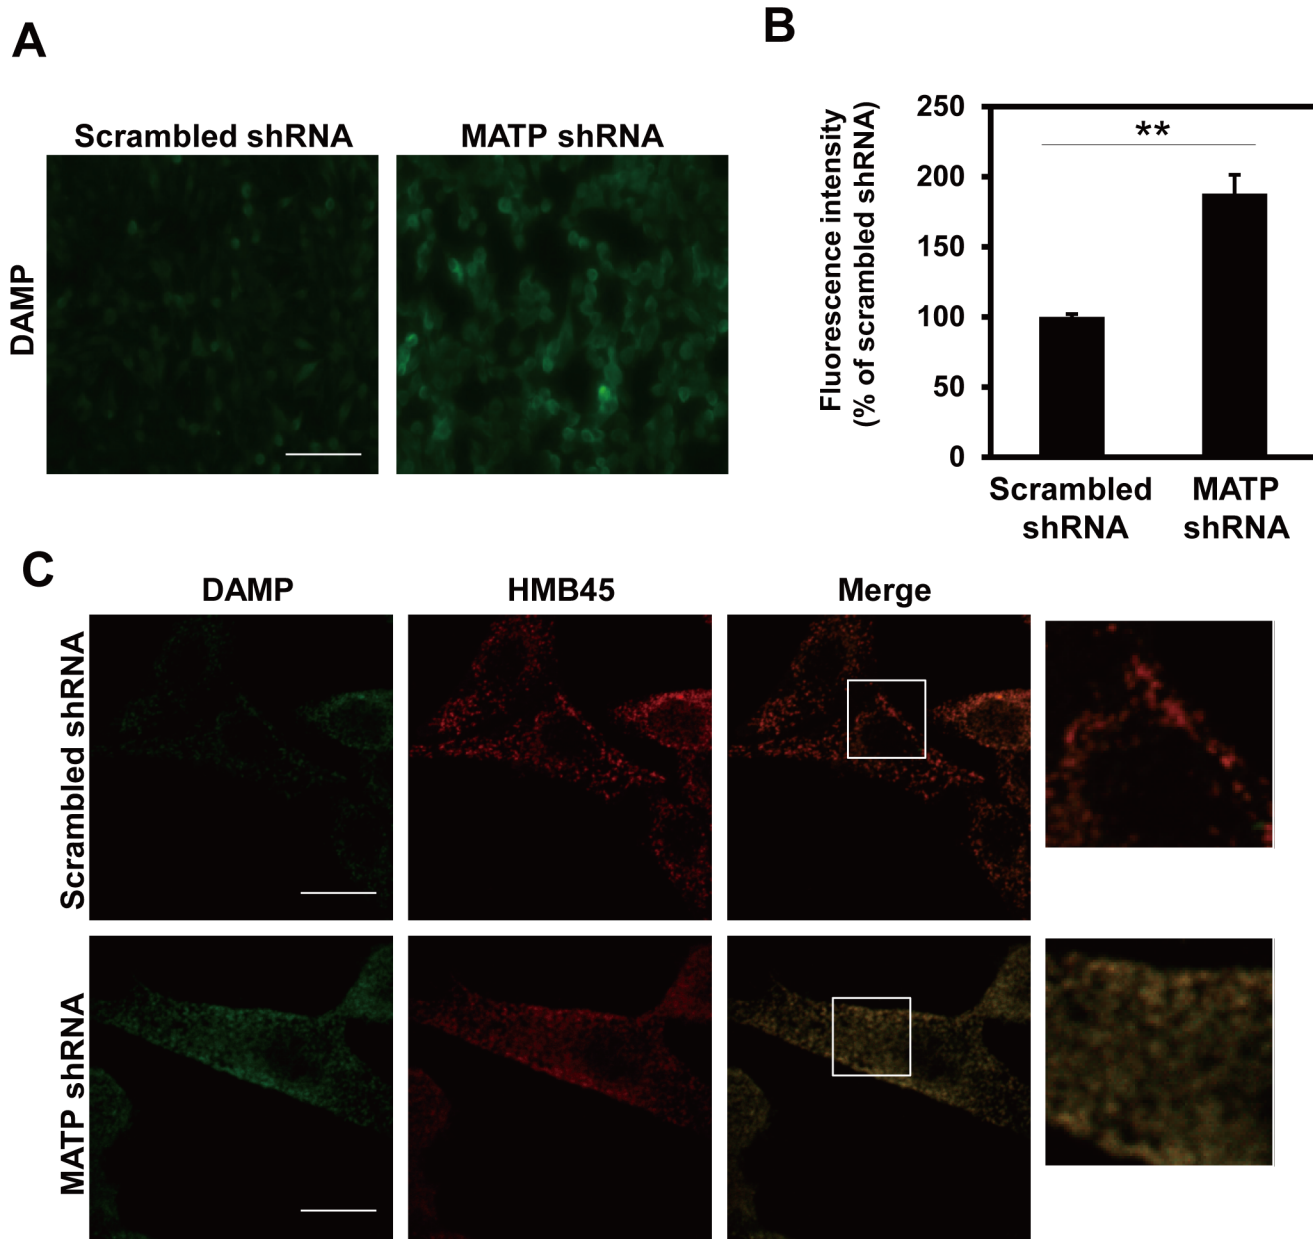 A
Scrambled shRNA
MATP shRNA
DAMP
B
Fluorescence intensity
(% of scrambled shRNA)
250
200
150
100
50
0
**
Scrambled
shRNA
MATP
shRNA
C
DAMP
HMB45
Merge
Scrambled shRNA
MATP shRNA